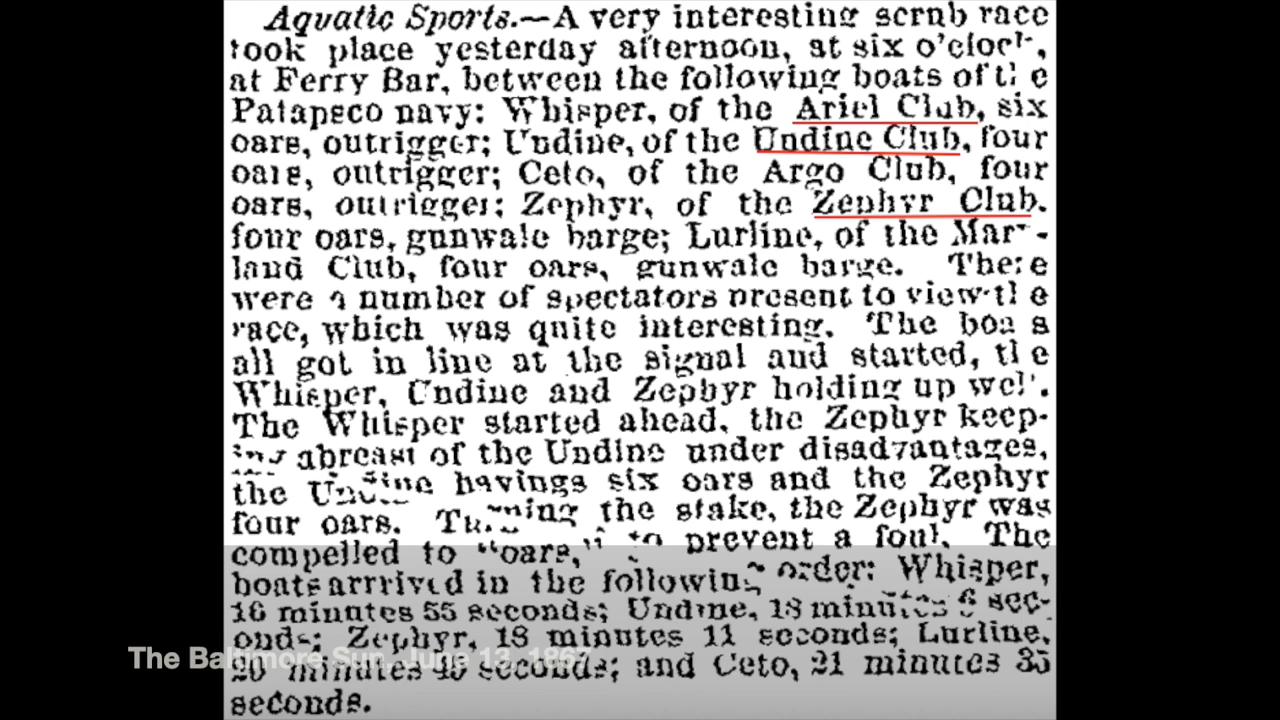 Aquatic Sports.—A very interesting scrub race
took place yesterday afternoon, at six o'clock,
at Ferry Bar, between the following boats of the
Patapsco navy: Whisper, of the Ariel Club, six
oars, outrigger; Undine, of the Undine Club, four
oars, outrigger; Ceto, of the Argo Club, four
oars, outrigger; Zephyr, of the Zephyr Club,
four oars, gunwale barge; Lurline, of the Mary-
land Club, four oars, gunwale barge. There
were a number of spectators present to view the
race, which was quite interesting. The boats
all got in line at the signal and started, the
Whisper, Undine and Zephyr holding up well.
The Whisper started ahead, the Zephyr keep-
ing abreast of the Undine under disadvantages,
the Undine havings six oars and the Zephyr
four oars. Turning the stake, the Zephyr was
compelled to "oars," to prevent a foul. The
boats arrrived in the following order: Whisper,
16 minutes 55 seconds; Undine, 18 minutes 6 sec-
onds; Zephyr, 18 minutes 11 seconds; Lurline,
20 minutes seconds; and Ceto, 21 minutes 35
seconds.
The Baltimore Sun, June 13, 1867